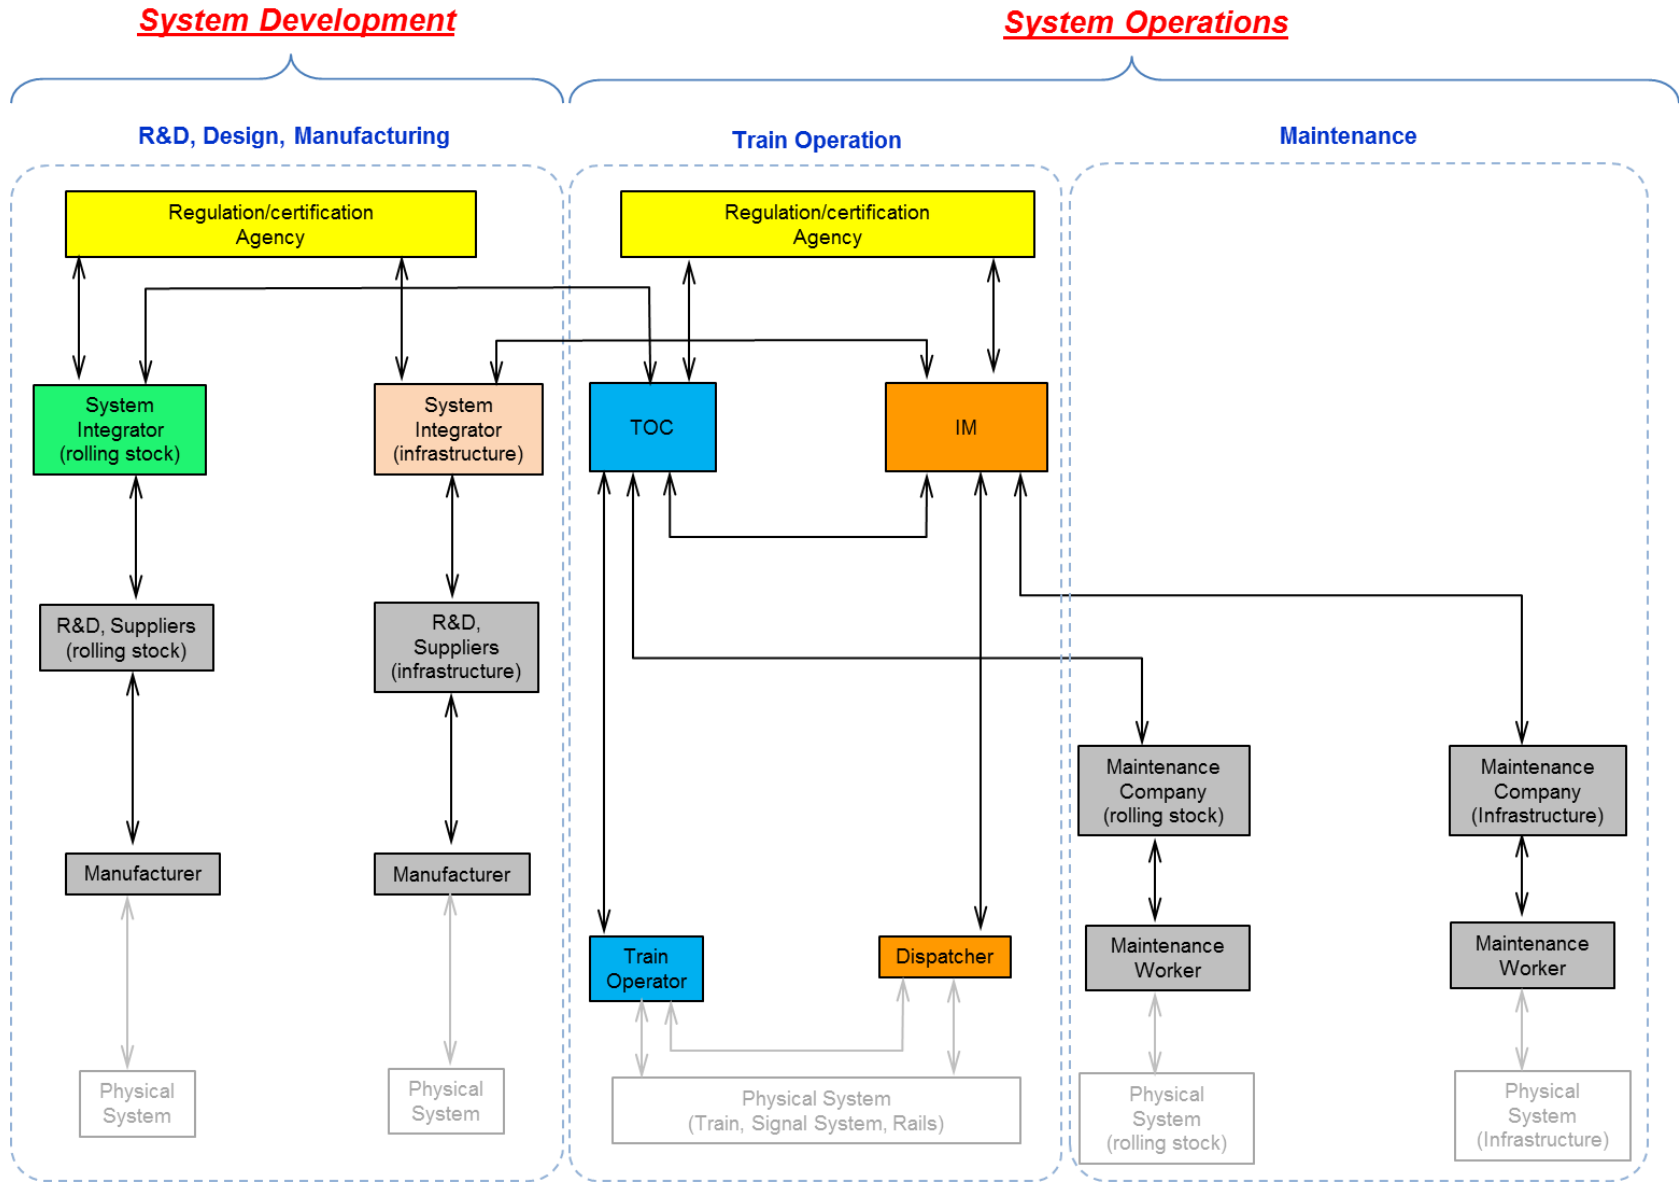 System Development
System Operations
R&D, Design, Manufacturing
Train Operation
Maintenance
Regulation/certification
Agency
Regulation/certification
Agency
System
Integrator
(rolling stock)
System
Integrator
(infrastructure)
TOC
IM
R&D, Suppliers
(rolling stock)
R&D,
Suppliers
(infrastructure)
Maintenance
Company
(rolling stock)
Maintenance
Company
(Infrastructure)
Manufacturer
Manufacturer
Train
Operator
Dispatcher
Maintenance
Worker
Maintenance
Worker
Physical
System
Physical
System
Physical System
(Train, Signal System, Rails)
Physical
System
(rolling stock)
Physical
System
(Infrastructure)